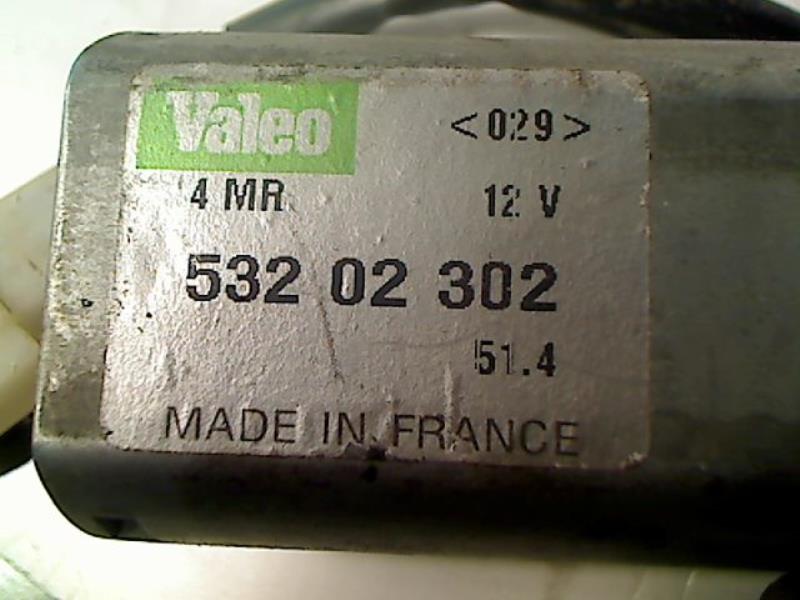 Valeo <029>
4 MR 12 V
532 02 302
51.4
MADE IN FRANCE